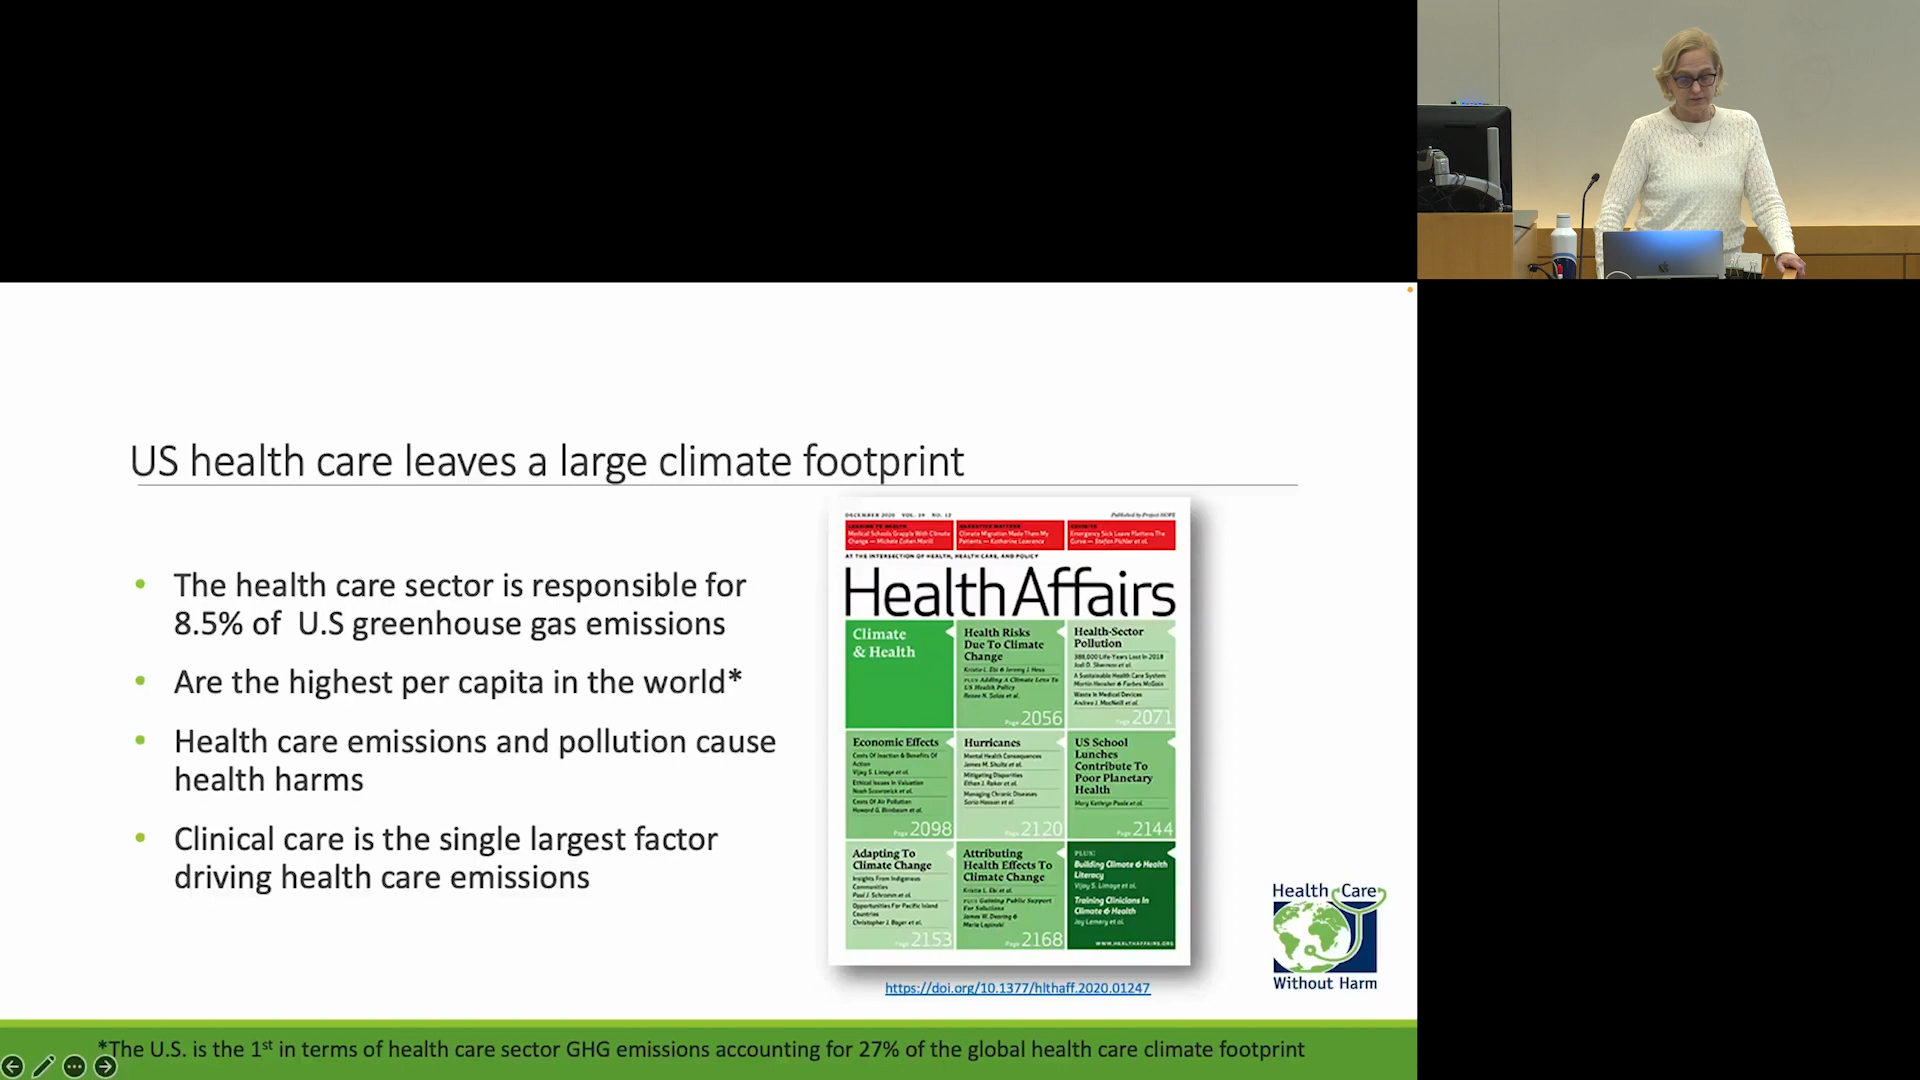 US health care leaves a large climate footprint
• The health care sector is responsible for
8.5% of U.S greenhouse gas emissions
• Are the highest per capita in the world*
• Health care emissions and pollution cause
health harms
• Clinical care is the single largest factor
driving health care emissions
DECEMBER 2020 VOL. 39 NO. 12
Published by Project HOPE
LEADING TO HEALTH
Medical Schools Grapple With Climate
Change — Michele Cohen Marill
NARRATIVE MATTERS
Climate Migration Made Them My
Patients — Katherine Lawrence
COVID-19
Emergency Sick Leave Flattens The
Curve — Stefan Pichler et al.
AT THE INTERSECTION OF HEALTH, HEALTH CARE, AND POLICY
HealthAffairs
Climate
& Health
Health Risks
Due To Climate
Change
Kristie L. Ebi & Jeremy J. Hess
PLUS Adding A Climate Lens To
US Health Policy
Renee N. Salas et al.
Page 2056
Health-Sector
Pollution
388,000 Life-Years Lost In 2018
Jodi D. Sherman et al.
A Sustainable Health Care System
Martin Hensher & Forbes McGain
Waste In Medical Devices
Andrea J. MacNeill et al.
Page 2071
Economic Effects
Costs Of Inaction & Benefits Of
Action
Vijay S. Limaye et al.
Ethical Issues In Valuation
Noah Scovronick et al.
Costs Of Air Pollution
Howard G. Birnbaum et al.
Page 2098
Hurricanes
Mental Health Consequences
James M. Shultz et al.
Mitigating Disparities
Ethan J. Raker et al.
Managing Chronic Diseases
Saria Hassan et al.
Page 2120
US School
Lunches
Contribute To
Poor Planetary
Health
Mary Kathryn Poole et al.
Page 2144
Adapting To
Climate Change
Insights From Indigenous
Communities
Paul J. Schramm et al.
Opportunities For Pacific Island
Countries
Christopher J. Boyer et al.
Page 2153
Attributing
Health Effects To
Climate Change
Kristie L. Ebi et al.
PLUS Gaining Public Support
For Solutions
James W. Dearing &
Maria Lapinski
Page 2168
PLUS:
Building Climate & Health
Literacy
Vijay S. Limaye et al.
Training Clinicians In
Climate & Health
Jay Lemery et al.
WWW.HEALTHAFFAIRS.ORG
https://doi.org/10.1377/hlthaff.2020.01247
Health Care
Without Harm
*The U.S. is the 1st in terms of health care sector GHG emissions accounting for 27% of the global health care climate footprint